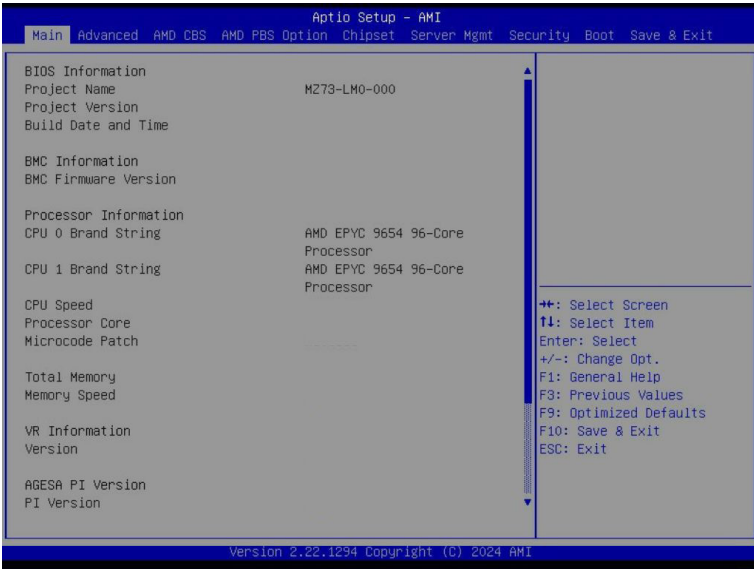 Aptio Setup – AMI
Main Advanced AMD CBS AMD PBS Option Chipset Server Mgmt Security Boot Save & Exit
BIOS Information
Project Name MZ73-LM0-000
Project Version
Build Date and Time
BMC Information
BMC Firmware Version
Processor Information
CPU 0 Brand String AMD EPYC 9654 96-Core
Processor
CPU 1 Brand String AMD EPYC 9654 96-Core
Processor
CPU Speed
Processor Core
Microcode Patch
Total Memory
Memory Speed
VR Information
Version
AGESA PI Version
PI Version
→←: Select Screen
↑↓: Select Item
Enter: Select
+/-: Change Opt.
F1: General Help
F3: Previous Values
F9: Optimized Defaults
F10: Save & Exit
ESC: Exit
Version 2.22.1294 Copyright (C) 2024 AMI